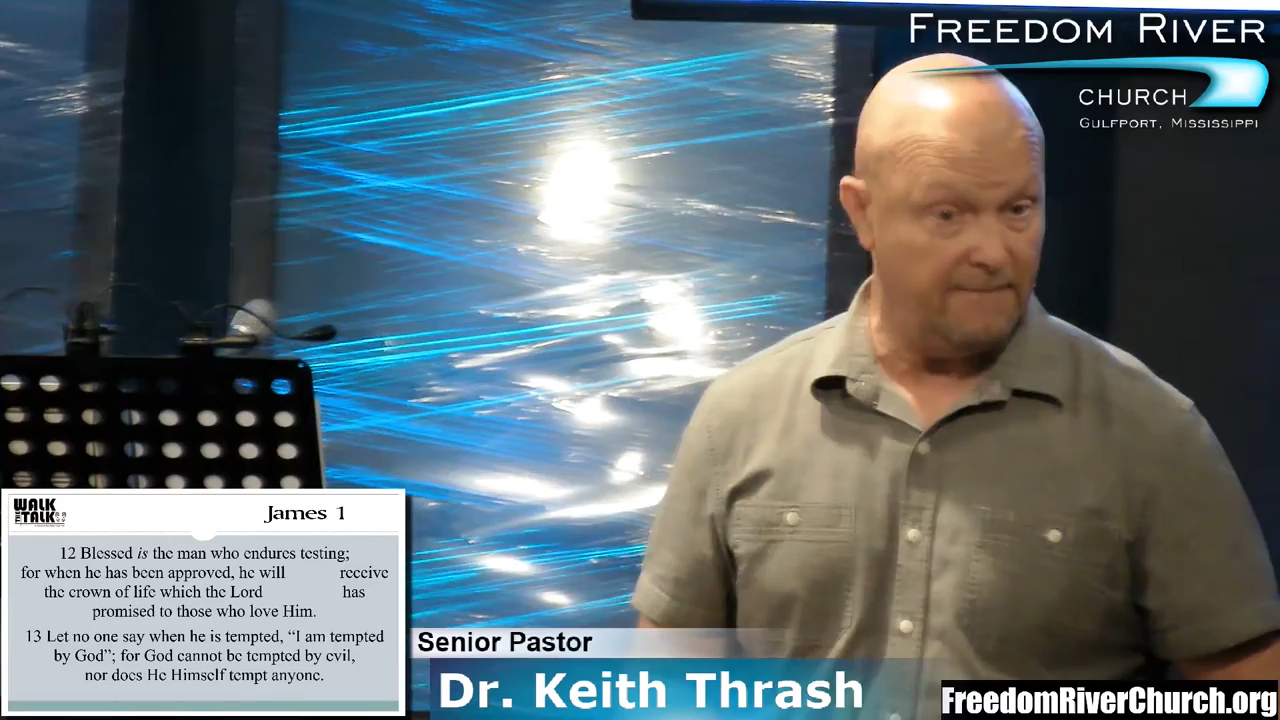 FREEDOM RIVER
CHURCH
GULFPORT, MISSISSIPPI
WALK
THE TALK
James 1
12 Blessed is the man who endures testing;
for when he has been approved, he will receive
the crown of life which the Lord has
promised to those who love Him.
13 Let no one say when he is tempted, “I am tempted
by God”; for God cannot be tempted by evil,
nor does He Himself tempt anyone.
Senior Pastor
Dr. Keith Thrash
FreedomRiverChurch.org